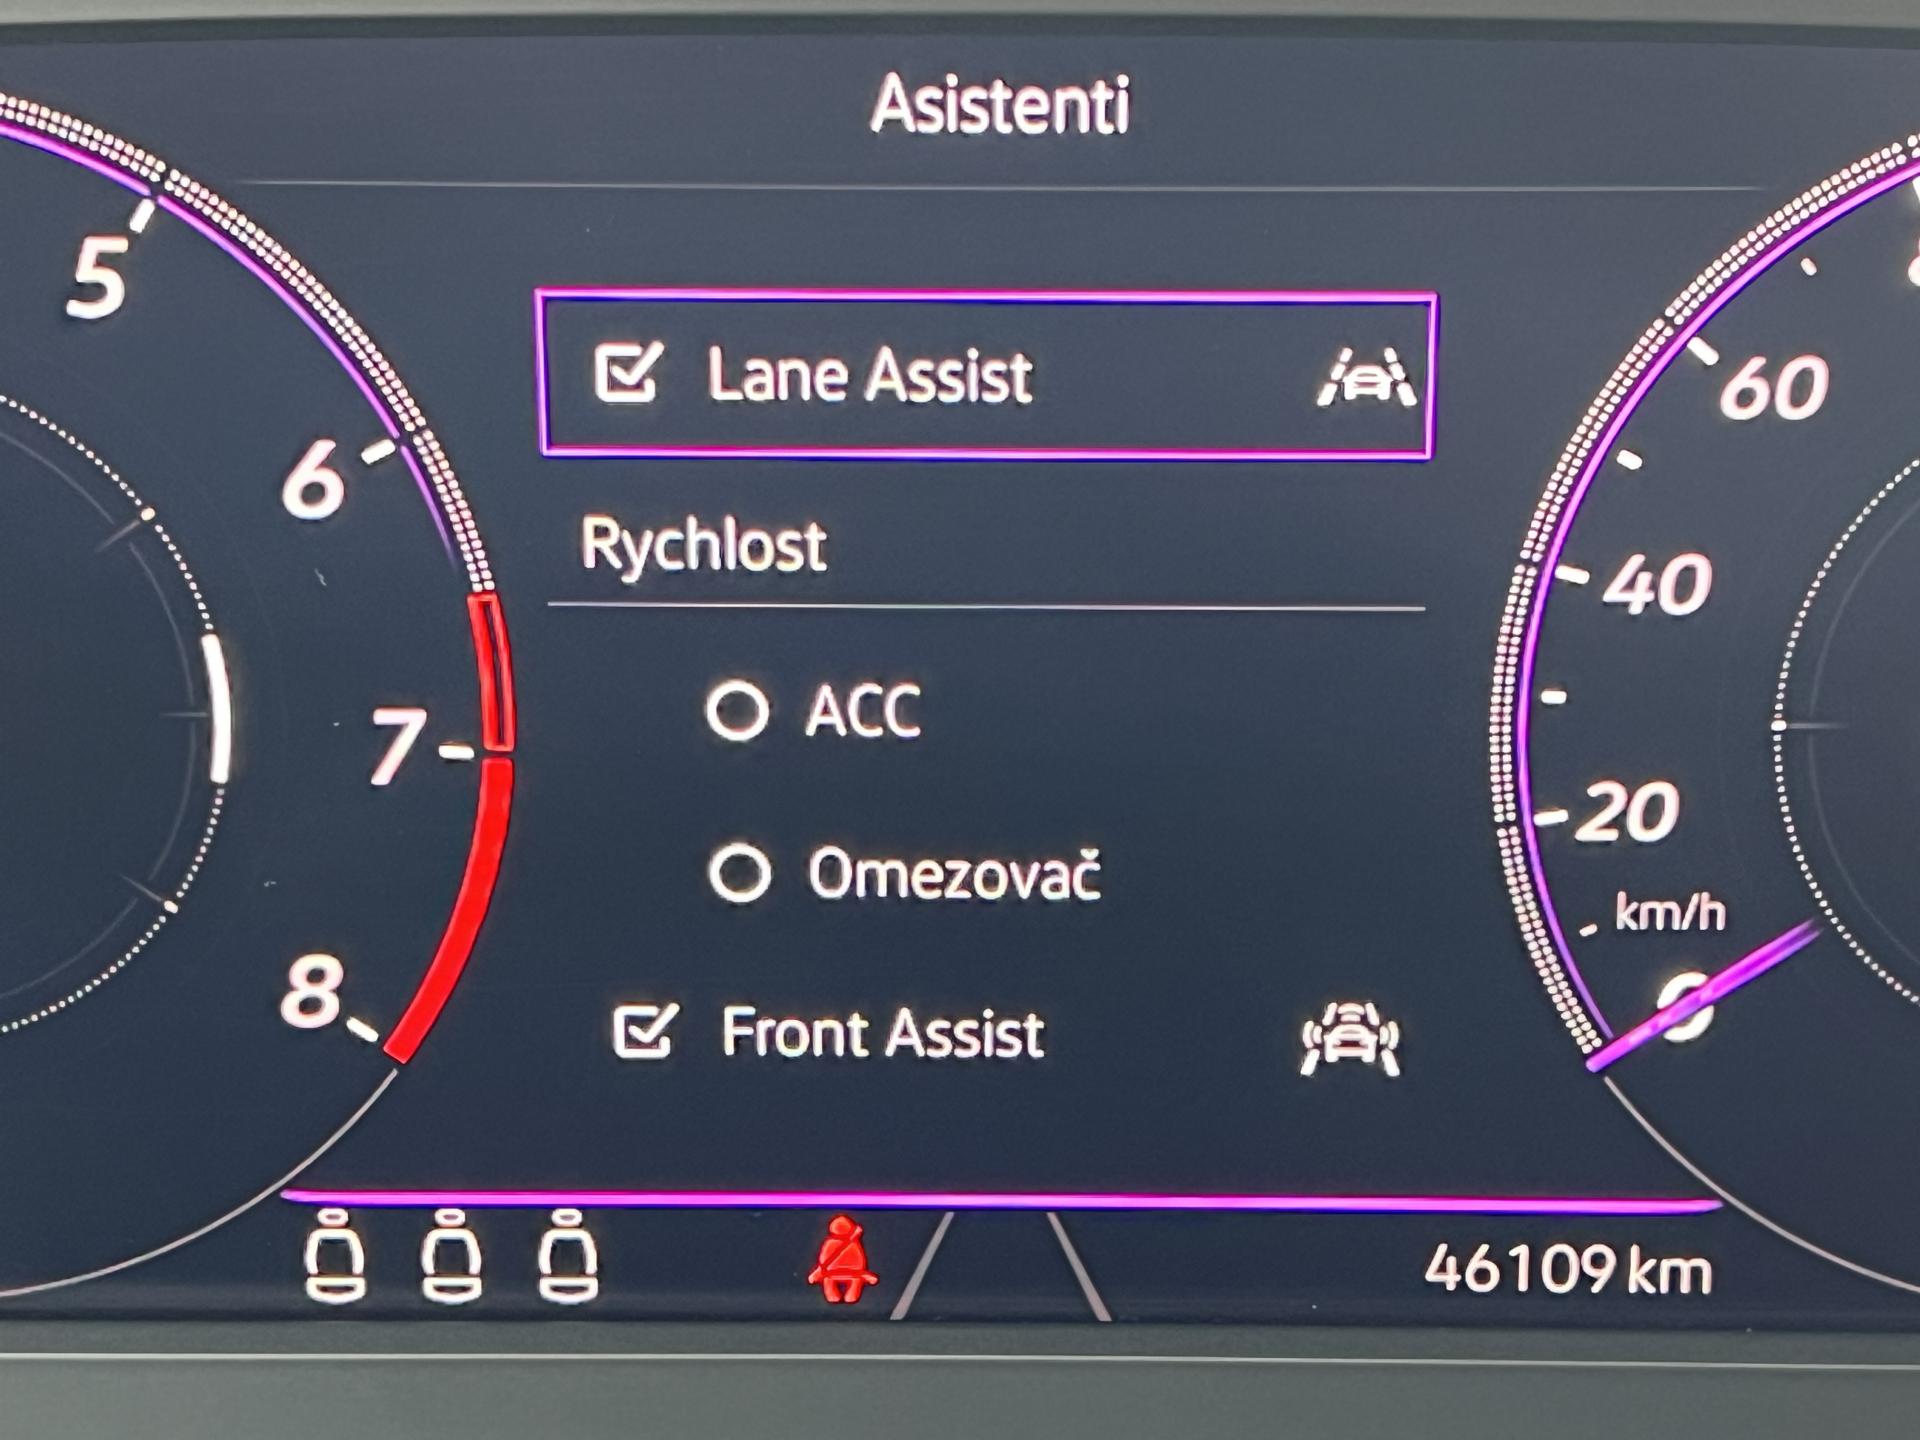 Asistenti
5
6
7
8
Lane Assist
Rychlost
ACC
Omezovač
Front Assist
60
40
20
km/h
0
46109 km